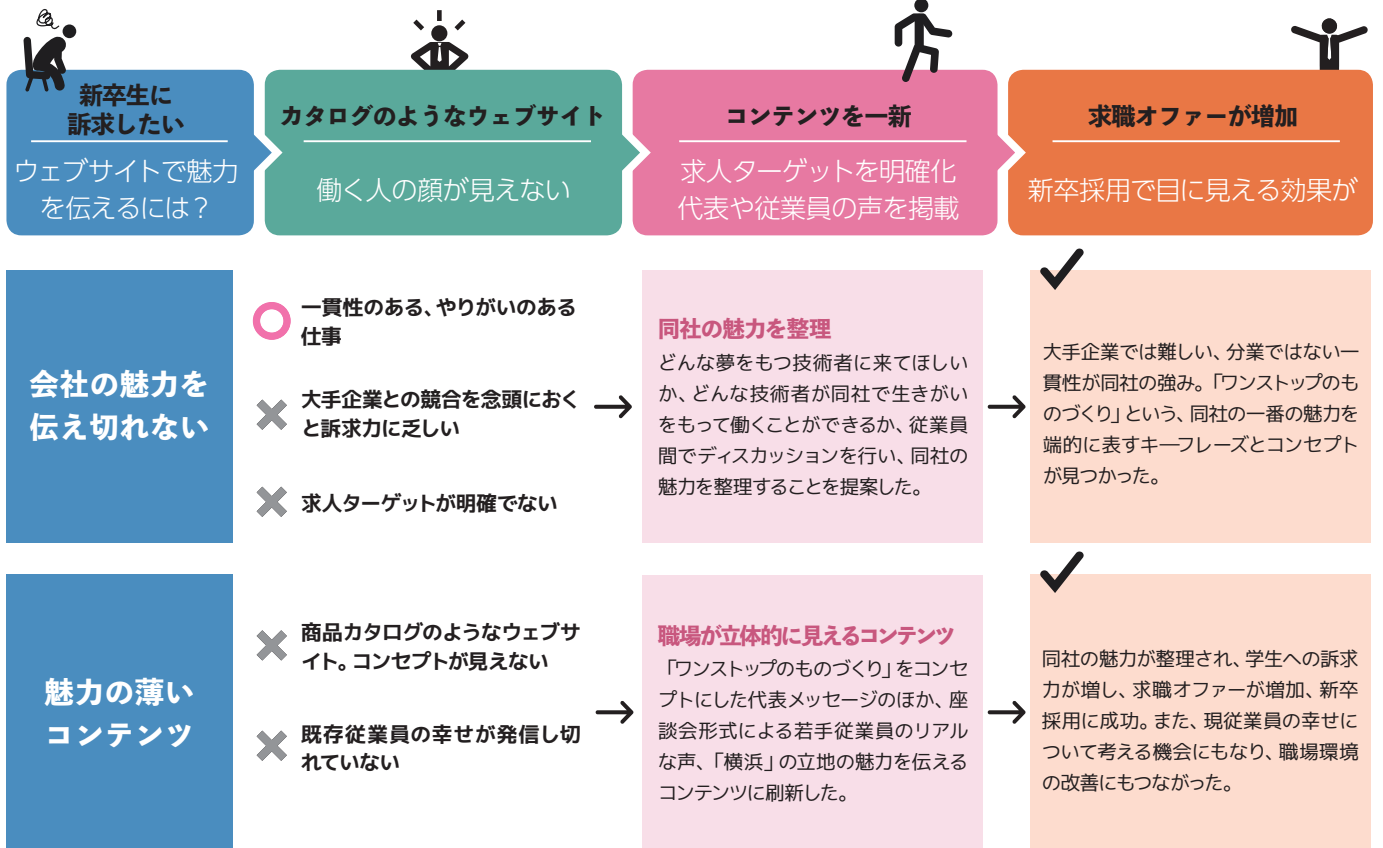 新卒生に
訴求したい
ウェブサイトで魅力
を伝えるには？
カタログのようなウェブサイト
働く人の顔が見えない
コンテンツを一新
求人ターゲットを明確化
代表や従業員の声を掲載
求職オファーが増加
新卒採用で目に見える効果が
会社の魅力を
伝え切れない
一貫性のある、やりがいのある
仕事
大手企業との競合を念頭におく
と訴求力に乏しい
求人ターゲットが明確でない
同社の魅力を整理
どんな夢をもつ技術者に来てほしい
か、どんな技術者が同社で生きがい
をもって働くことができるか、従業員
間でディスカッションを行い、同社の
魅力を整理することを提案した。
大手企業では難しい、分業ではない一
貫性が同社の強み。「ワンストップのも
のづくり」という、同社の一番の魅力を
端的に表すキーフレーズとコンセプト
が見つかった。
魅力の薄い
コンテンツ
商品カタログのようなウェブサ
イト。コンセプトが見えない
既存従業員の幸せが発信し切
れていない
職場が立体的に見えるコンテンツ
「ワンストップのものづくり」をコンセ
プトにした代表メッセージのほか、座
談会形式による若手従業員のリアル
な声、「横浜」の立地の魅力を伝える
コンテンツに刷新した。
同社の魅力が整理され、学生への訴求
力が増し、求職オファーが増加、新卒
採用に成功。また、現従業員の幸せに
ついて考える機会にもなり、職場環境
の改善にもつながった。